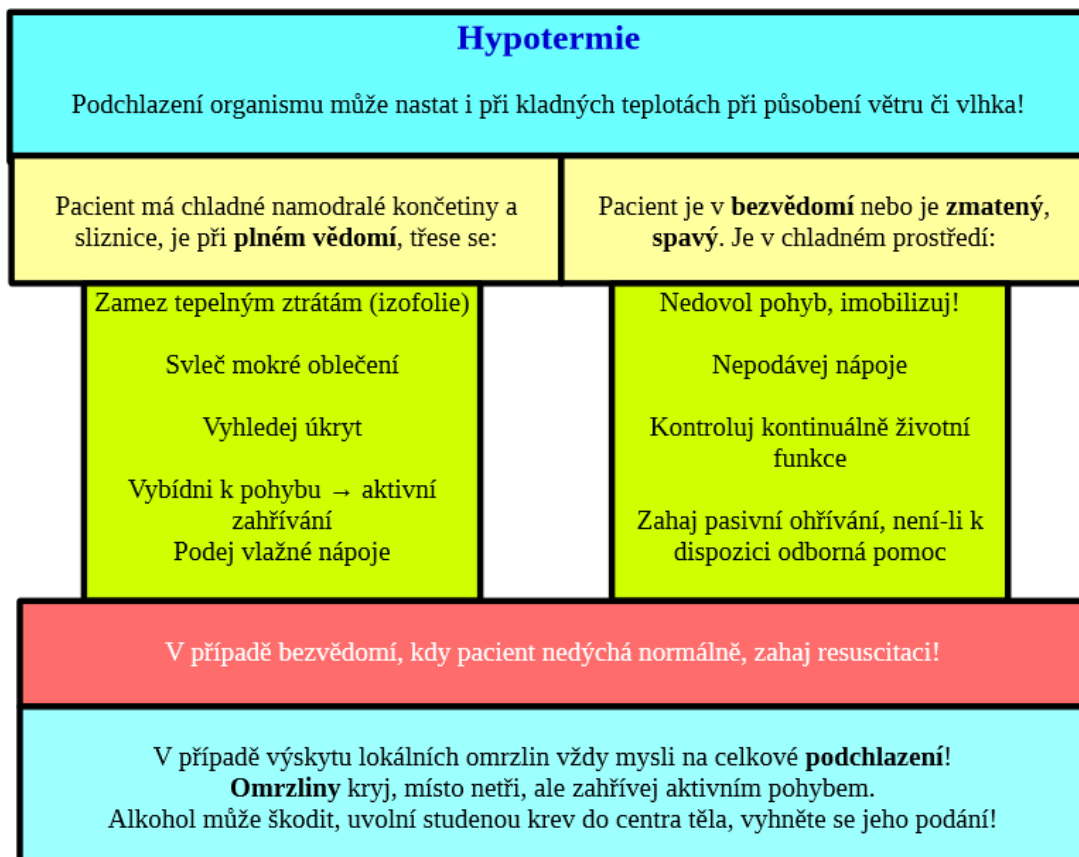 Hypotermie
Podchlazení organismu může nastat i při kladných teplotách při působení větru či vlhka!
Pacient má chladné namodralé končetiny a
sliznice, je při plném vědomí, třese se:
Pacient je v bezvědomí nebo je zmatený,
spavý. Je v chladném prostředí:
Zamez tepelným ztrátám (izofolie)
Svleč mokré oblečení
Vyhledej úkryt
Vybídni k pohybu → aktivní
zahřívání
Podej vlažné nápoje
Nedovol pohyb, imobilizuj!
Nepodávej nápoje
Kontroluj kontinuálně životní
funkce
Zahaj pasivní ohřívání, není-li k
dispozici odborná pomoc
V případě bezvědomí, kdy pacient nedýchá normálně, zahaj resuscitaci!
V případě výskytu lokálních omrzlin vždy mysli na celkové podchlazení!
Omrzliny kryj, místo netři, ale zahřívej aktivním pohybem.
Alkohol může škodit, uvolní studenou krev do centra těla, vyhněte se jeho podání!